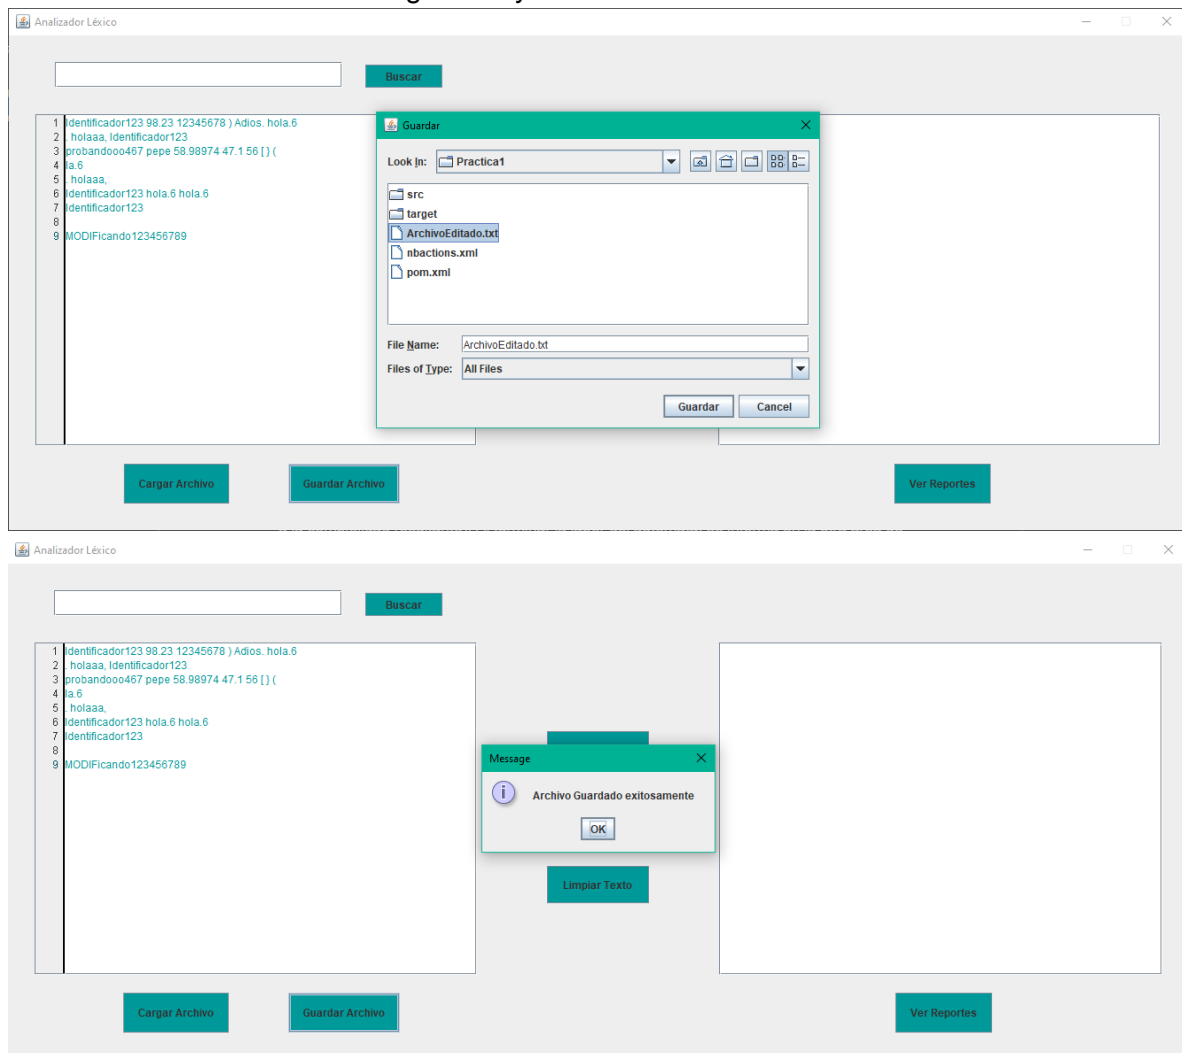 Analizador Léxico
Buscar
1 Identificador123 98.23 12345678 ) Adios. hola.6
2 . holaaa, Identificador123
3 probandooo467 pepe 58.98974 47.1 56 [ } (
4 la.6
5 . holaaa,
6 Identificador123 hola.6 hola.6
7 Identificador123
8
9 MODIFicando123456789
Guardar
Look In: Practica1
src
target
ArchivoEditado.txt
nbactions.xml
pom.xml
File Name: ArchivoEditado.txt
Files of Type: All Files
Guardar Cancel
Cargar Archivo Guardar Archivo Ver Reportes
Analizador Léxico
Buscar
1 Identificador123 98.23 12345678 ) Adios. hola.6
2 . holaaa, Identificador123
3 probandooo467 pepe 58.98974 47.1 56 [ } (
4 la.6
5 . holaaa,
6 Identificador123 hola.6 hola.6
7 Identificador123
8
9 MODIFicando123456789
Message
Archivo Guardado exitosamente
OK
Limpiar Texto
Cargar Archivo Guardar Archivo Ver Reportes